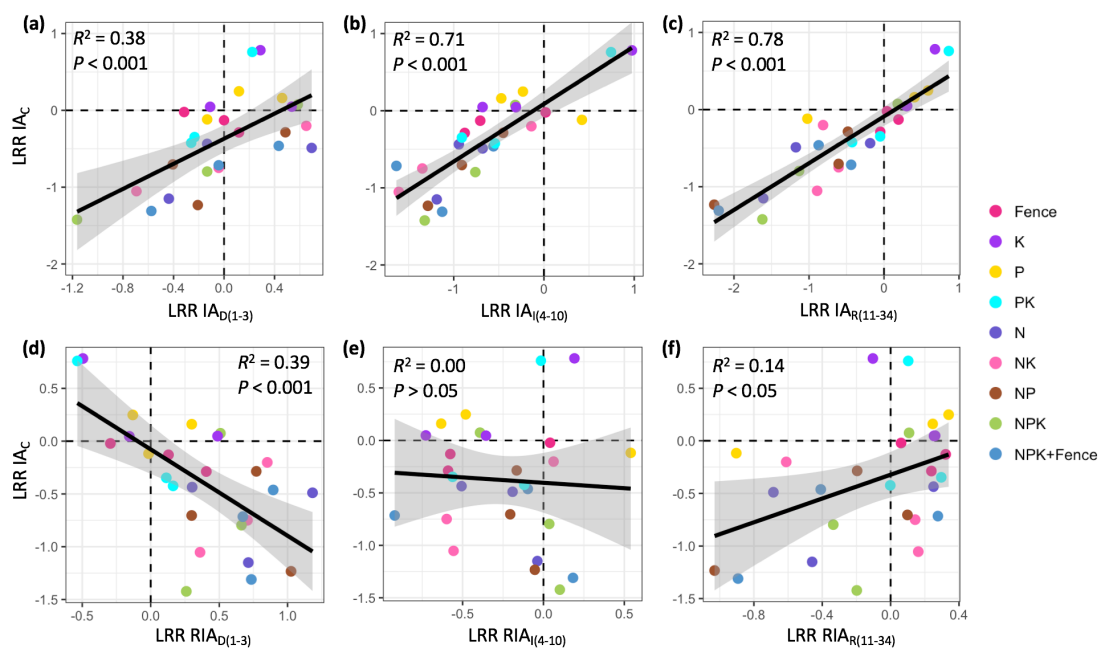 (a)
R² = 0.38
P < 0.001
1
0
-1
-2
LRR IA_C
-1.2 -0.8 -0.4 0.0 0.4
LRR IA_D(1-3)
(b)
R² = 0.71
P < 0.001
1
0
-1
-2
-1 0 1
LRR IA_I(4-10)
(c)
R² = 0.78
P < 0.001
1
0
-1
-2
-2 -1 0 1
LRR IA_R(11-34)
(d)
R² = 0.39
P < 0.001
0.5
0.0
-0.5
-1.0
-1.5
LRR IA_C
-0.5 0.0 0.5 1.0
LRR RIA_D(1-3)
(e)
R² = 0.00
P > 0.05
0.5
0.0
-0.5
-1.0
-1.5
-0.5 0.0 0.5
LRR RIA_I(4-10)
(f)
R² = 0.14
P < 0.05
0.5
0.0
-0.5
-1.0
-1.5
-0.8 -0.4 0.0 0.4
LRR RIA_R(11-34)
Fence
K
P
PK
N
NK
NP
NPK
NPK+Fence